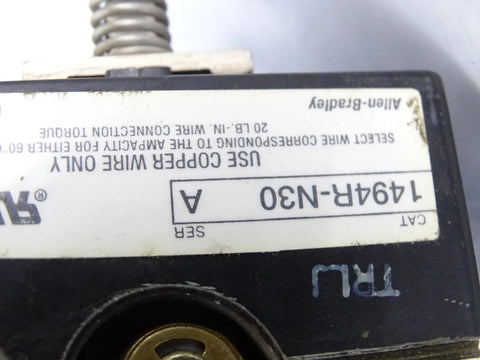 TRLJ
CAT SER
1494R-N30 A
USE COPPER WIRE ONLY
SELECT WIRE CORRESPONDING TO THE AMPACITY FOR EITHER 60°
20 LB.-IN. WIRE CONNECTION TORQUE
Allen-Bradley